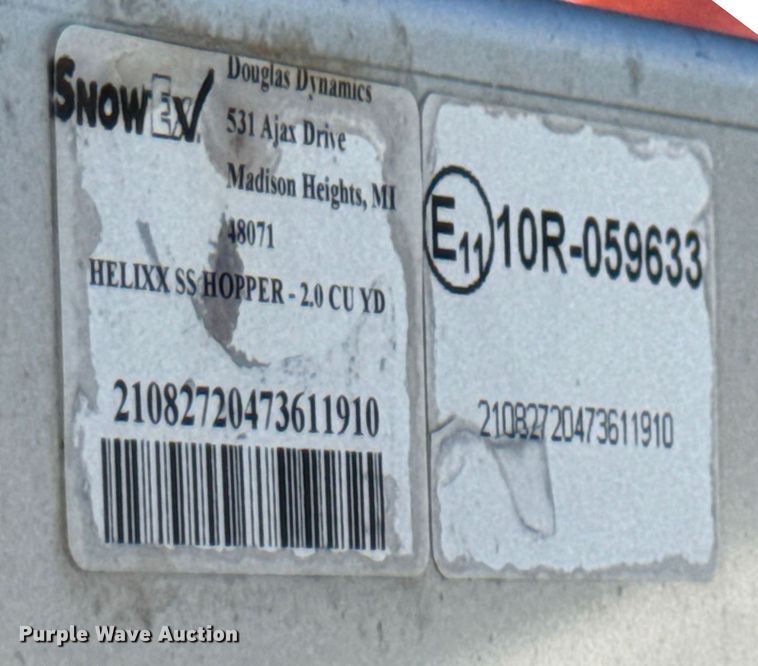 SNOWEX
Douglas Dynamics
531 Ajax Drive
Madison Heights, MI
48071
HELIXX SS HOPPER - 2.0 CU YD
21082720473611910
E11 10R-059633
21082720473611910
Purple Wave Auction